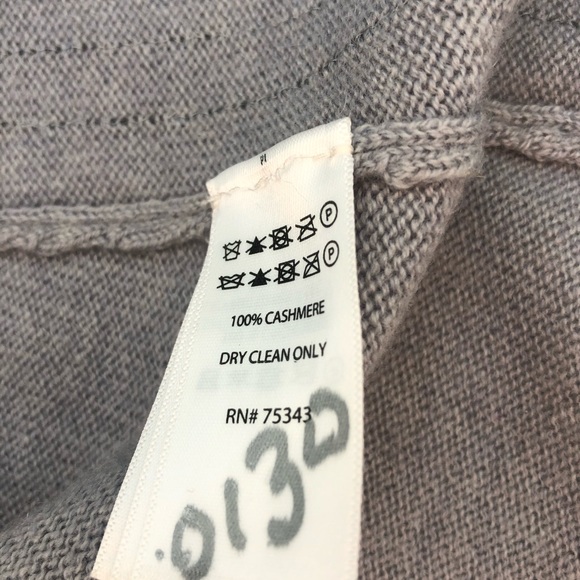 P
P
100% CASHMERE
DRY CLEAN ONLY
RN# 75343
0130